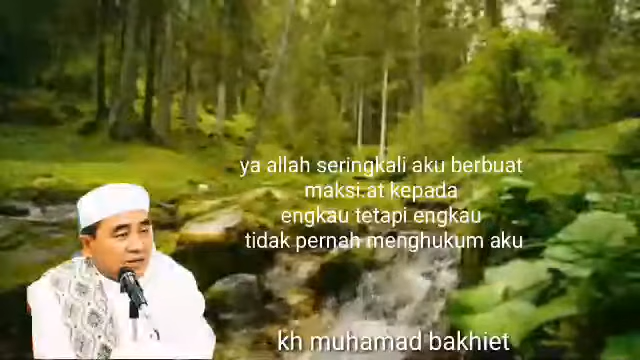 ya allah seringkali aku berbuat
maksi.at kepada
engkau tetapi engkau
tidak pernah menghukum aku
kh muhamad bakhiet